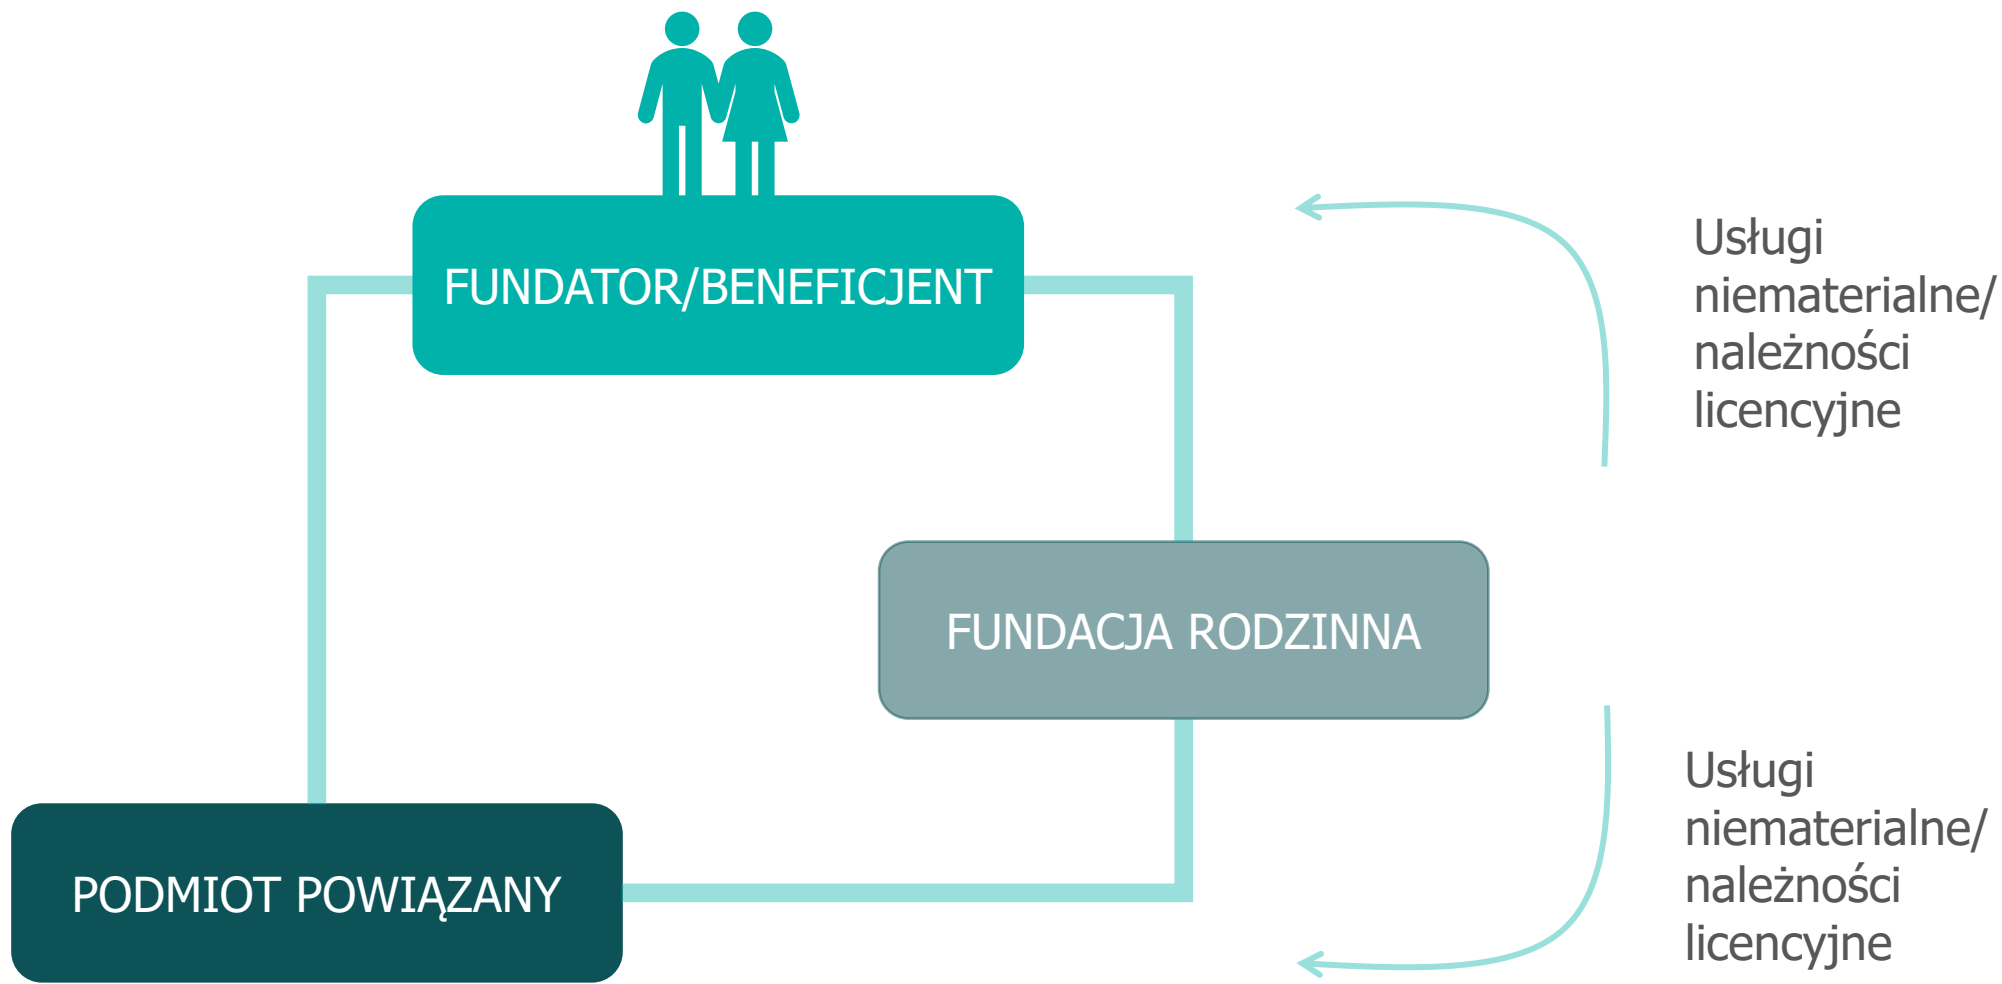 FUNDATOR/BENEFICJENT
Usługi
niematerialne/
należności
licencyjne
FUNDACJA RODZINNA
Usługi
niematerialne/
należności
licencyjne
PODMIOT POWIĄZANY